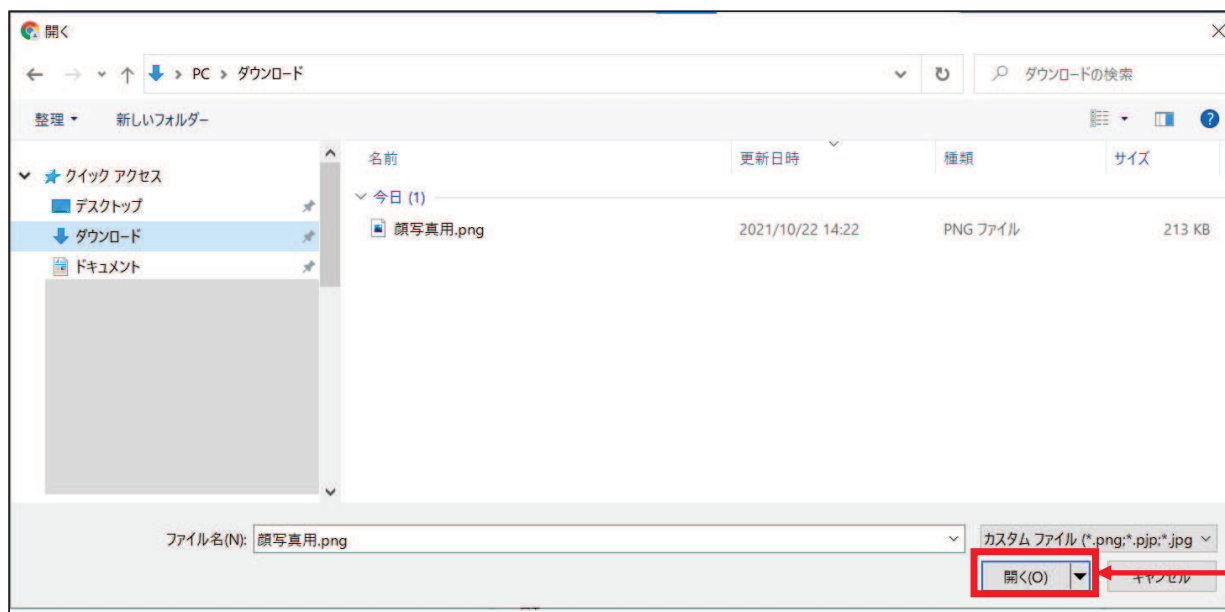 開く
PC > ダウンロード
ダウンロードの検索
整理
新しいフォルダー
クイック アクセス
デスクトップ
ダウンロード
ドキュメント
名前 更新日時 種類 サイズ
今日 (1)
顔写真用.png 2021/10/22 14:22 PNG ファイル 213 KB
ファイル名(N): 顔写真用.png
カスタム ファイル (*.png;*.pjp;*.jpg
開く(O) キャンセル